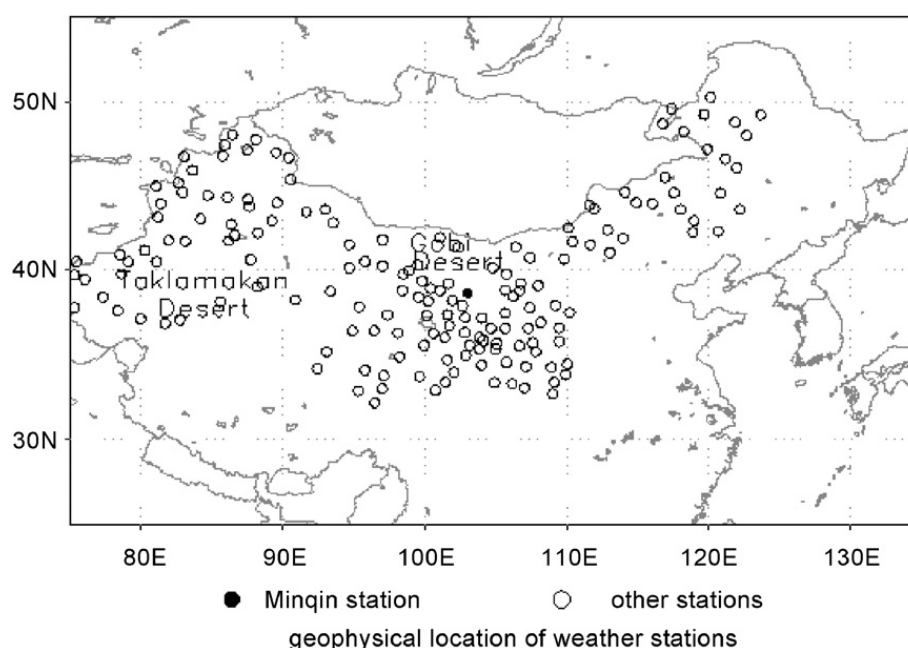 50N
Gobi
Desert
40N
Taklamakan
Desert
30N
80E 90E 100E 110E 120E 130E
Minqin station other stations
geophysical location of weather stations